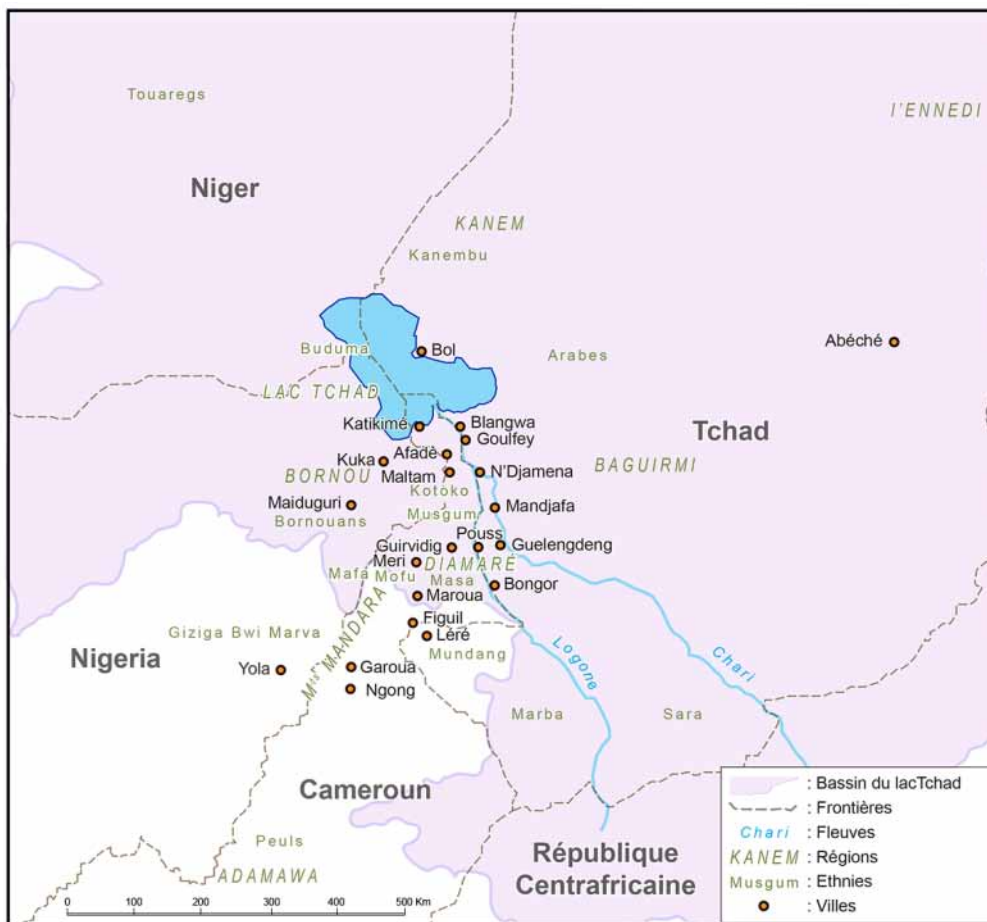 Touaregs
l'ENNEDI
Niger
KANEM
Kanembu
Abéché
Buduma
Bol
Arabes
LAC TCHAD
Katikimé
Blangwa
Goulfey
Tchad
Afadé
Kuka
BORNOU
Maltam
N'Djamena
BAGUIRMI
Kotoko
Maiduguri
Musgum
Mandjafa
Bornouans
Pouss
Guirvidig
Guelengdeng
Meri
DIAMARÉ
Mafa
Mofu
Masa
Bongor
Maroua
Mts MANDARA
Figuil
Giziga Bwi Marva
Léré
Nigeria
Mundang
Yola
Garoua
Logone
Chari
Ngong
Marba
Sara
Cameroun
Peuls
ADAMAWA
République
Centrafricaine
: Bassin du lacTchad
: Frontières
Chari : Fleuves
KANEM : Régions
Musgum : Ethnies
: Villes
0 100 200 300 400 500 Km